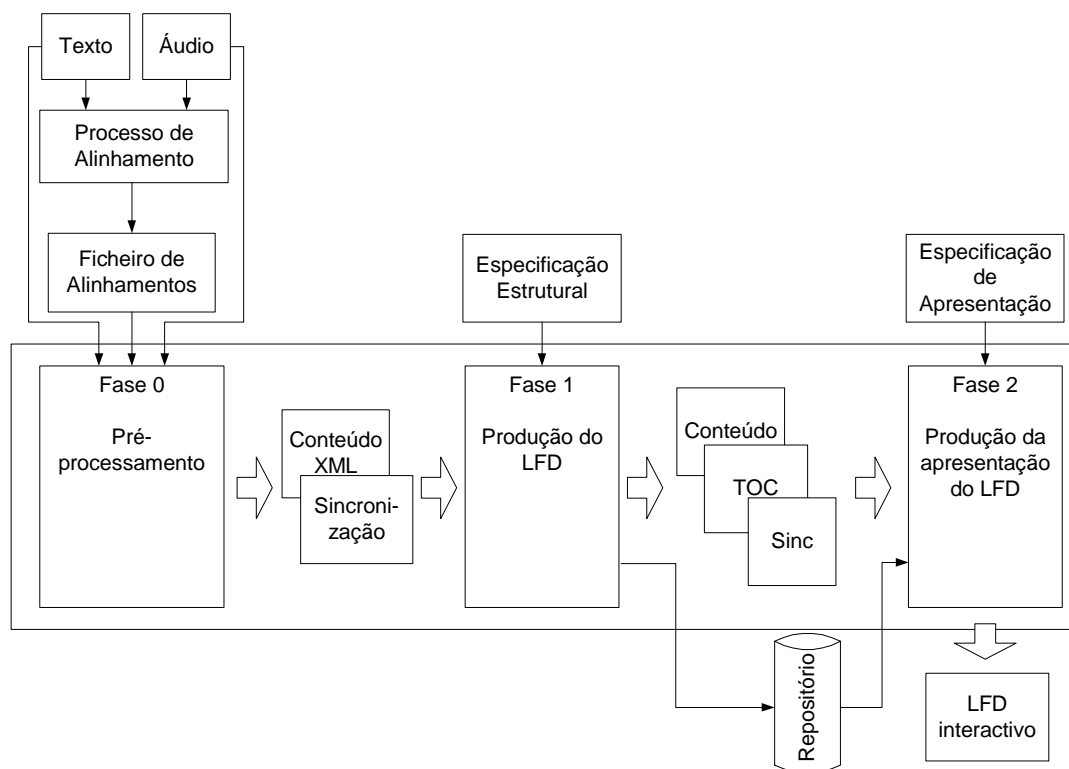 Texto
Áudio
Processo de
Alinhamento
Ficheiro de
Alinhamentos
Especificação
Estrutural
Especificação
de
Apresentação
Fase 0
Pré-
processamento
Conteúdo
XML
Sincroni-
zação
Fase 1
Produção do
LFD
Conteúdo
TOC
Sinc
Fase 2
Produção da
apresentação
do LFD
Repositório
LFD
interactivo